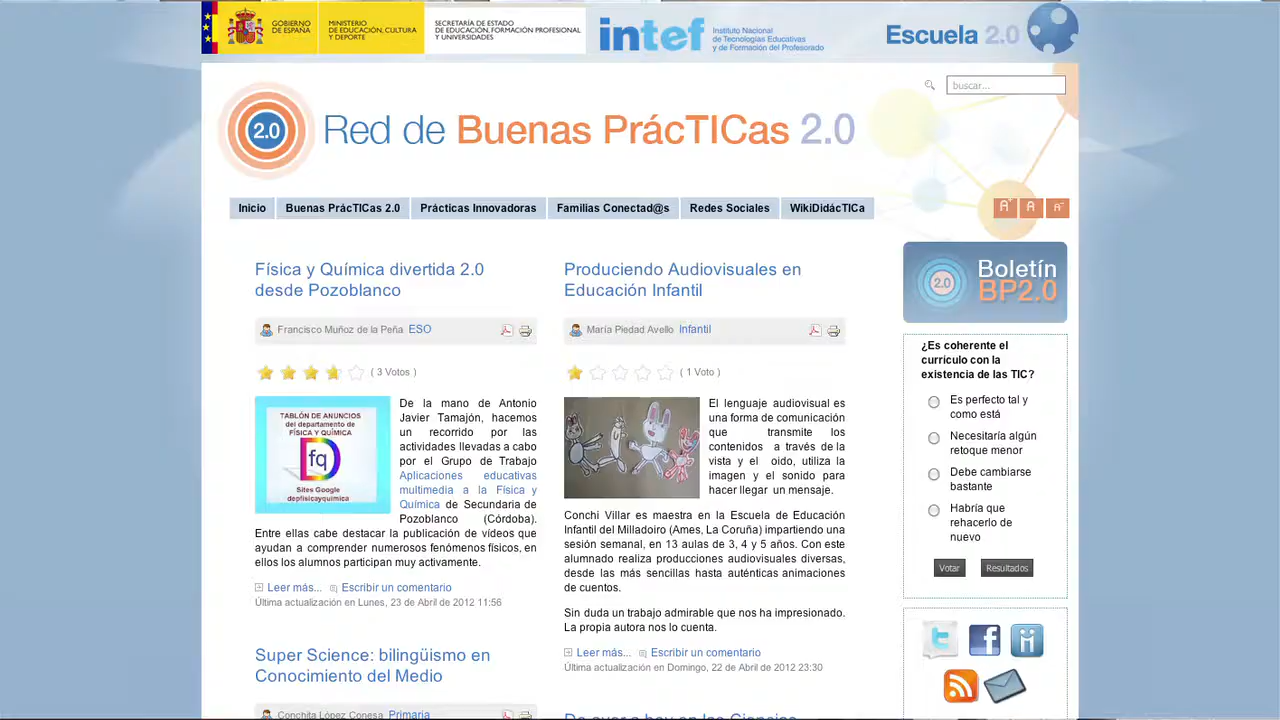 GOBIERNO
DE ESPAÑA
MINISTERIO
DE EDUCACIÓN, CULTURA
Y DEPORTE
SECRETARÍA DE ESTADO
DE EDUCACIÓN, FORMACIÓN PROFESIONAL
Y UNIVERSIDADES
intef
Instituto Nacional
de Tecnologías Educativas
y de Formación del Profesorado
Escuela 2.0
buscar...
2.0
Red de Buenas PrácTICas 2.0
Inicio
Buenas PrácTICas 2.0
Prácticas Innovadoras
Familias Conectad@s
Redes Sociales
WikiDidácTICa
A+
A
A-
Física y Química divertida 2.0
desde Pozoblanco
Francisco Muñoz de la Peña ESO
( 3 Votos )
TABLÓN DE ANUNCIOS
del departamento de
FÍSICA Y QUÍMICA
fq
Sites Google
depfisicayquimica
De la mano de Antonio
Javier Tamajón, hacemos
un recorrido por las
actividades llevadas a cabo
por el Grupo de Trabajo
Aplicaciones educativas
multimedia a la Física y
Química de Secundaria de
Pozoblanco (Córdoba).
Entre ellas cabe destacar la publicación de vídeos que
ayudan a comprender numerosos fenómenos físicos, en
ellos los alumnos participan muy activamente.
Leer más... Escribir un comentario
Última actualización en Lunes, 23 de Abril de 2012 11:56
Super Science: bilingüismo en
Conocimiento del Medio
Conchita López Conesa Primaria
Produciendo Audiovisuales en
Educación Infantil
María Piedad Avello Infantil
( 1 Voto )
El lenguaje audiovisual es
una forma de comunicación
que transmite los
contenidos a través de la
vista y el oido, utiliza la
imagen y el sonido para
hacer llegar un mensaje.
Conchi Villar es maestra en la Escuela de Educación
Infantil del Milladoiro (Ames, La Coruña) impartiendo una
sesión semanal, en 13 aulas de 3, 4 y 5 años. Con este
alumnado realiza producciones audiovisuales diversas,
desde las más sencillas hasta auténticas animaciones
de cuentos.
Sin duda un trabajo admirable que nos ha impresionado.
La propia autora nos lo cuenta.
Leer más... Escribir un comentario
Última actualización en Domingo, 22 de Abril de 2012 23:30
De ayer a hoy en las Ciencias
2.0
Boletín
BP2.0
¿Es coherente el
currículo con la
existencia de las TIC?
Es perfecto tal y
como está
Necesitaría algún
retoque menor
Debe cambiarse
bastante
Habría que
rehacerlo de
nuevo
Votar
Resultados